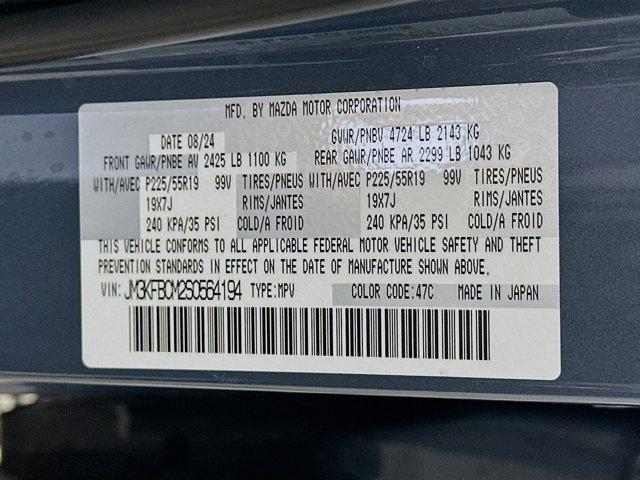 MFD. BY MAZDA MOTOR CORPORATION
DATE 08/24 GVWR/PNBV 4724 LB 2143 KG
FRONT GAWR/PNBE AV 2425 LB 1100 KG REAR GAWR/PNBE AR 2299 LB 1043 KG
WITH/AVEC P225/55R19 99V TIRES/PNEUS WITH/AVEC P225/55R19 99V TIRES/PNEUS
19X7J RIMS/JANTES 19X7J RIMS/JANTES
240 KPA/35 PSI COLD/A FROID 240 KPA/35 PSI COLD/A FROID
THIS VEHICLE CONFORMS TO ALL APPLICABLE FEDERAL MOTOR VEHICLE SAFETY AND THEFT
PREVENTION STANDARDS IN EFFECT ON THE DATE OF MANUFACTURE SHOWN ABOVE.
VIN: JM3KFBCM2S0564194 TYPE:MPV COLOR CODE:47C MADE IN JAPAN